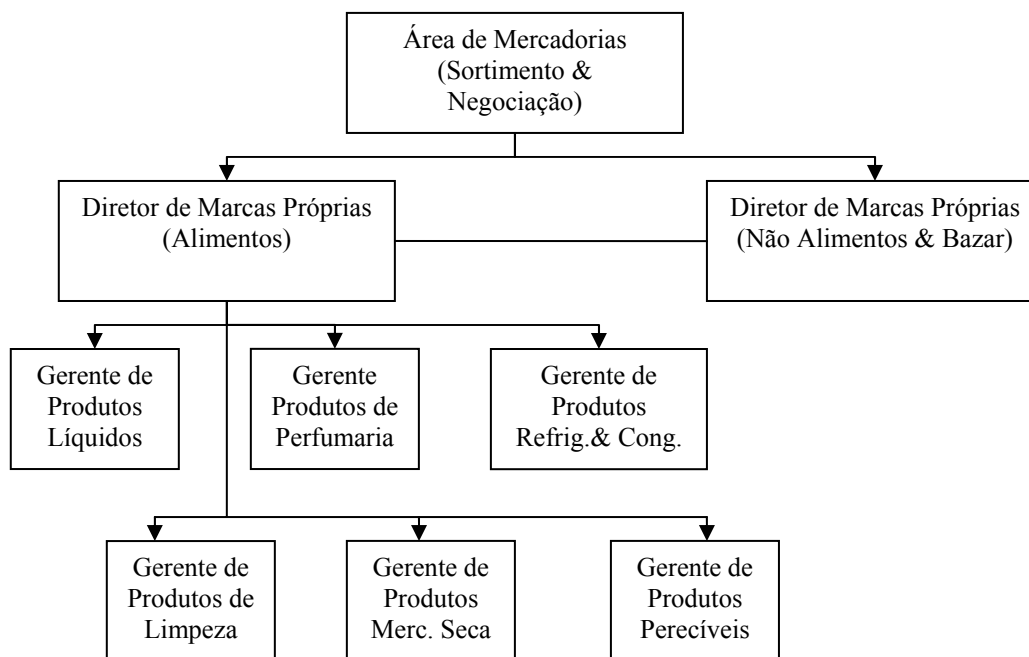 Área de Mercadorias
(Sortimento &
Negociação)
Diretor de Marcas Próprias
(Alimentos)
Diretor de Marcas Próprias
(Não Alimentos & Bazar)
Gerente de
Produtos
Líquidos
Gerente
Produtos de
Perfumaria
Gerente de
Produtos
Refrig.& Cong.
Gerente de
Produtos de
Limpeza
Gerente de
Produtos
Merc. Seca
Gerente de
Produtos
Perecíveis